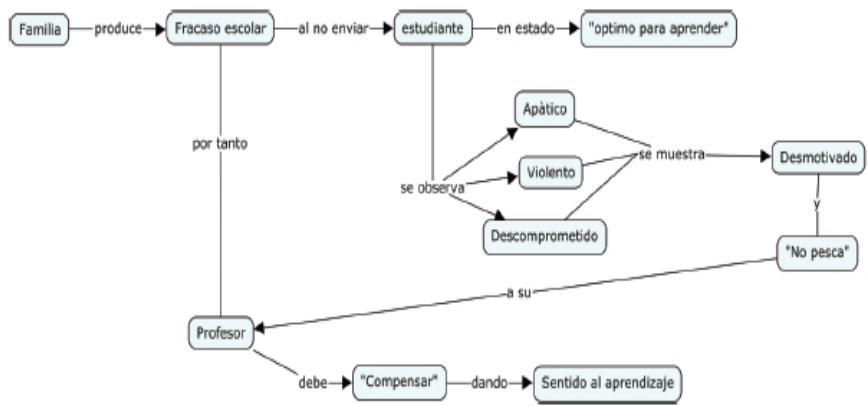 Familia
produce
Fracaso escolar
al no enviar
estudiante
en estado
"optimo para aprender"
Apàtico
por tanto
se muestra
Desmotivado
Violento
se observa
y
Descomprometido
"No pesca"
a su
Profesor
debe
"Compensar"
dando
Sentido al aprendizaje